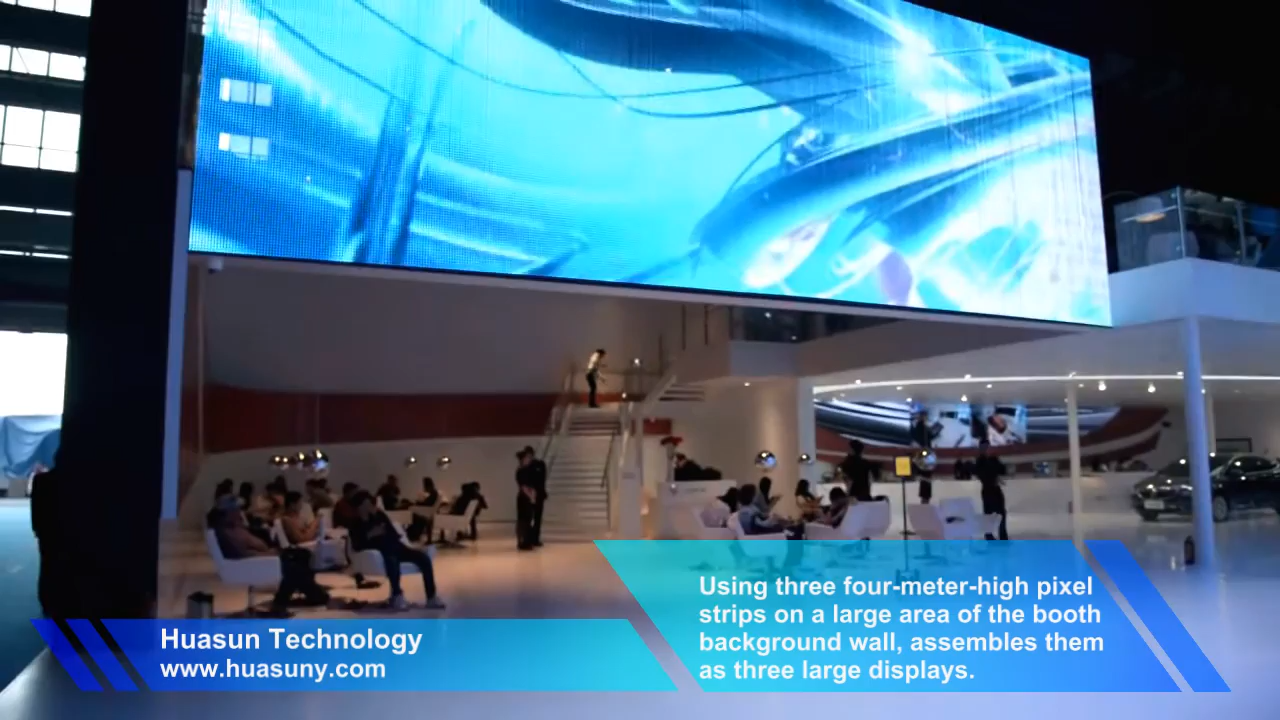 Huasun Technology
www.huasuny.com
Using three four-meter-high pixel
strips on a large area of the booth
background wall, assembles them
as three large displays.